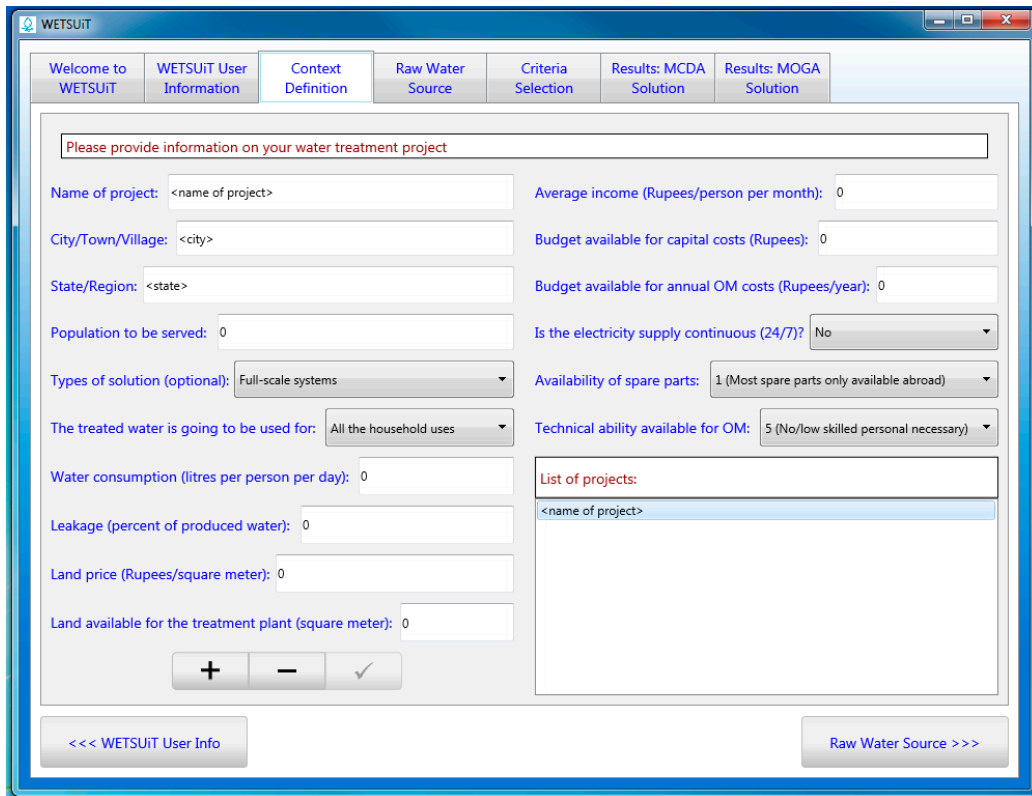 WETSUiT
Welcome to
WETSUiT
WETSUiT User
Information
Context
Definition
Raw Water
Source
Criteria
Selection
Results: MCDA
Solution
Results: MOGA
Solution
Please provide information on your water treatment project
Name of project: <name of project>
City/Town/Village: <city>
State/Region: <state>
Population to be served: 0
Types of solution (optional): Full-scale systems
The treated water is going to be used for: All the household uses
Water consumption (litres per person per day): 0
Leakage (percent of produced water): 0
Land price (Rupees/square meter): 0
Land available for the treatment plant (square meter): 0
Average income (Rupees/person per month): 0
Budget available for capital costs (Rupees): 0
Budget available for annual OM costs (Rupees/year): 0
Is the electricity supply continuous (24/7)? No
Availability of spare parts: 1 (Most spare parts only available abroad)
Technical ability available for OM: 5 (No/low skilled personal necessary)
List of projects:
<name of project>
<<< WETSUiT User Info
Raw Water Source >>>